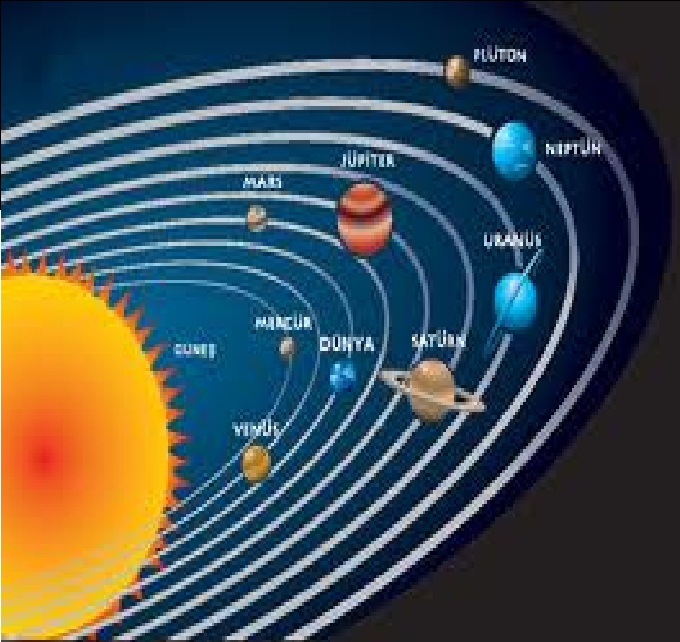 PLÜTON
NEPTÜN
JÜPİTER
MARS
URANÜS
MERCÜR
GÜNEŞ
DÜNYA
SATÜRN
VENÜS